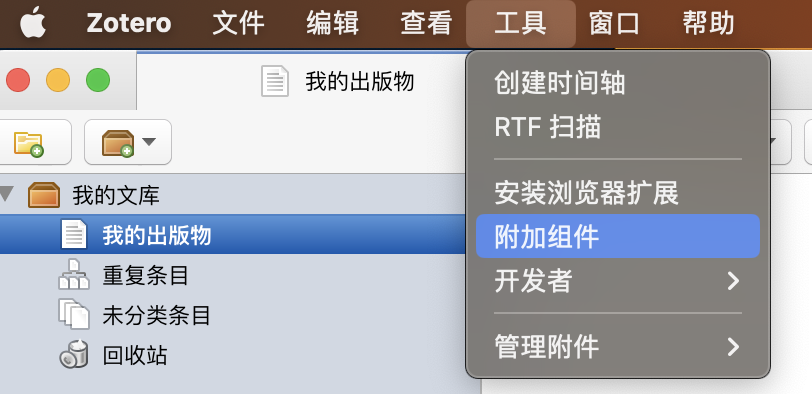 Zotero 文件 编辑 查看 工具 窗口 帮助
我的出版物
创建时间轴
RTF 扫描
安装浏览器扩展
附加组件
开发者
管理附件
我的文库
我的出版物
重复条目
未分类条目
回收站